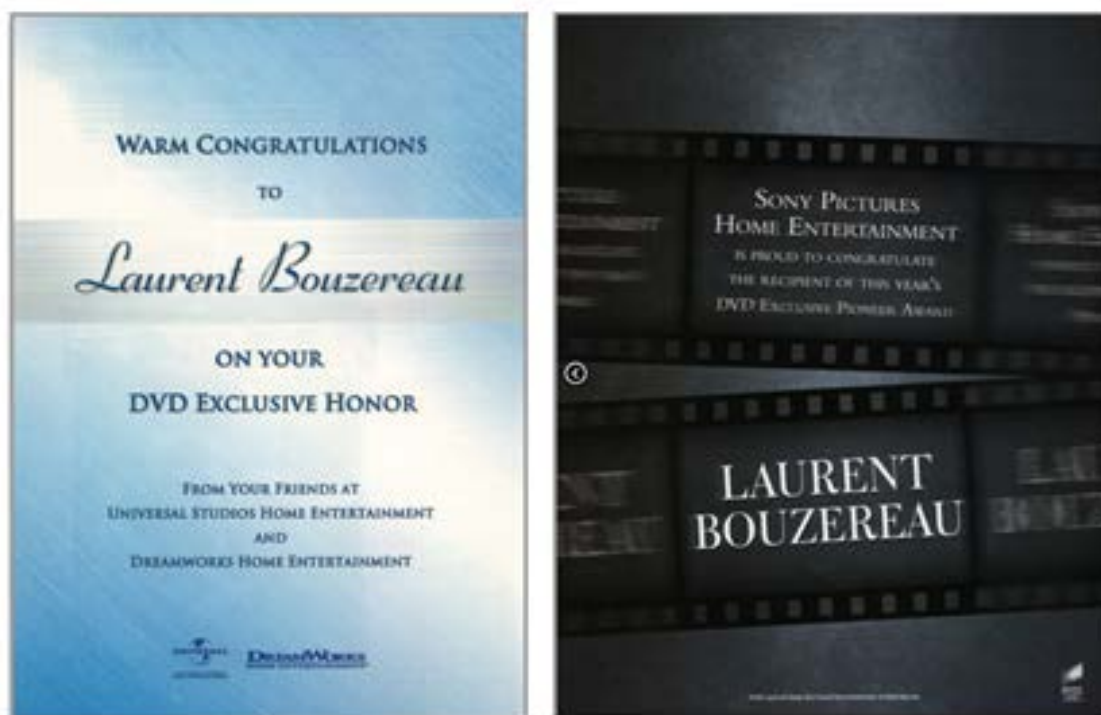 WARM CONGRATULATIONS
TO
Laurent Bouzereau
ON YOUR
DVD EXCLUSIVE HONOR
FROM YOUR FRIENDS AT
UNIVERSAL STUDIOS HOME ENTERTAINMENT
AND
DREAMWORKS HOME ENTERTAINMENT
UNIVERSAL
DREAMWORKS
SONY PICTURES
HOME ENTERTAINMENT
IS PROUD TO CONGRATULATE
THE RECIPIENT OF THIS YEAR'S
DVD EXCLUSIVE PIONEER AWARD
LAURENT
BOUZEREAU